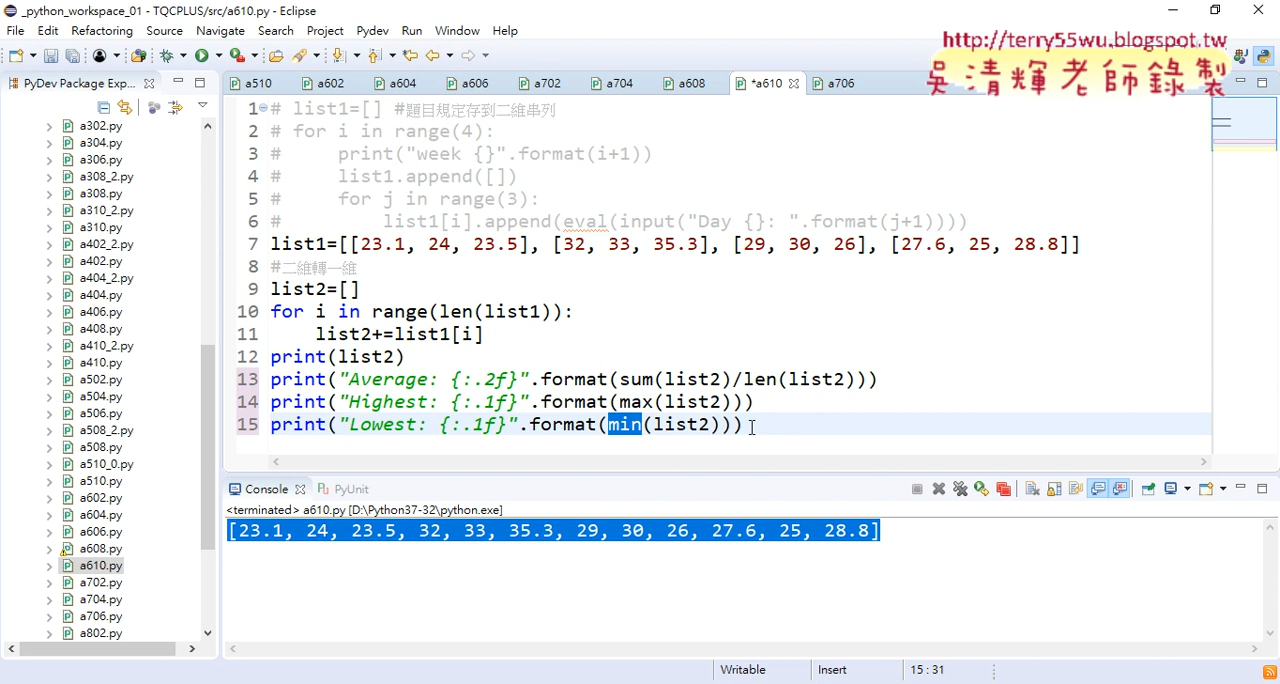 _python_workspace_01 - TQCPLUS/src/a610.py - Eclipse
File Edit Refactoring Source Navigate Search Project Pydev Run Window Help
http://terry55wu.blogspot.tw
吳清輝老師錄製
PyDev Package Exp...
a510 a602 a604 a606 a702 a704 a608 *a610 a706
a302.py
a304.py
a306.py
a308_2.py
a308.py
a310_2.py
a310.py
a402_2.py
a402.py
a404_2.py
a404.py
a406.py
a408.py
a410_2.py
a410.py
a502.py
a504.py
a506.py
a508_2.py
a508.py
a510_0.py
a510.py
a602.py
a604.py
a606.py
a608.py
a610.py
a702.py
a704.py
a706.py
a802.py
1 # list1=[] #題目規定存到二維串列
2 # for i in range(4):
3 #     print("week {}".format(i+1))
4 #     list1.append([])
5 #     for j in range(3):
6 #         list1[i].append(eval(input("Day {}: ".format(j+1))))
7 list1=[[23.1, 24, 23.5], [32, 33, 35.3], [29, 30, 26], [27.6, 25, 28.8]]
8 #二維轉一維
9 list2=[]
10 for i in range(len(list1)):
11     list2+=list1[i]
12 print(list2)
13 print("Average: {:.2f}".format(sum(list2)/len(list2)))
14 print("Highest: {:.1f}".format(max(list2)))
15 print("Lowest: {:.1f}".format(min(list2)))
Console PyUnit
<terminated> a610.py [D:\Python37-32\python.exe]
[23.1, 24, 23.5, 32, 33, 35.3, 29, 30, 26, 27.6, 25, 28.8]
Writable Insert 15 : 31